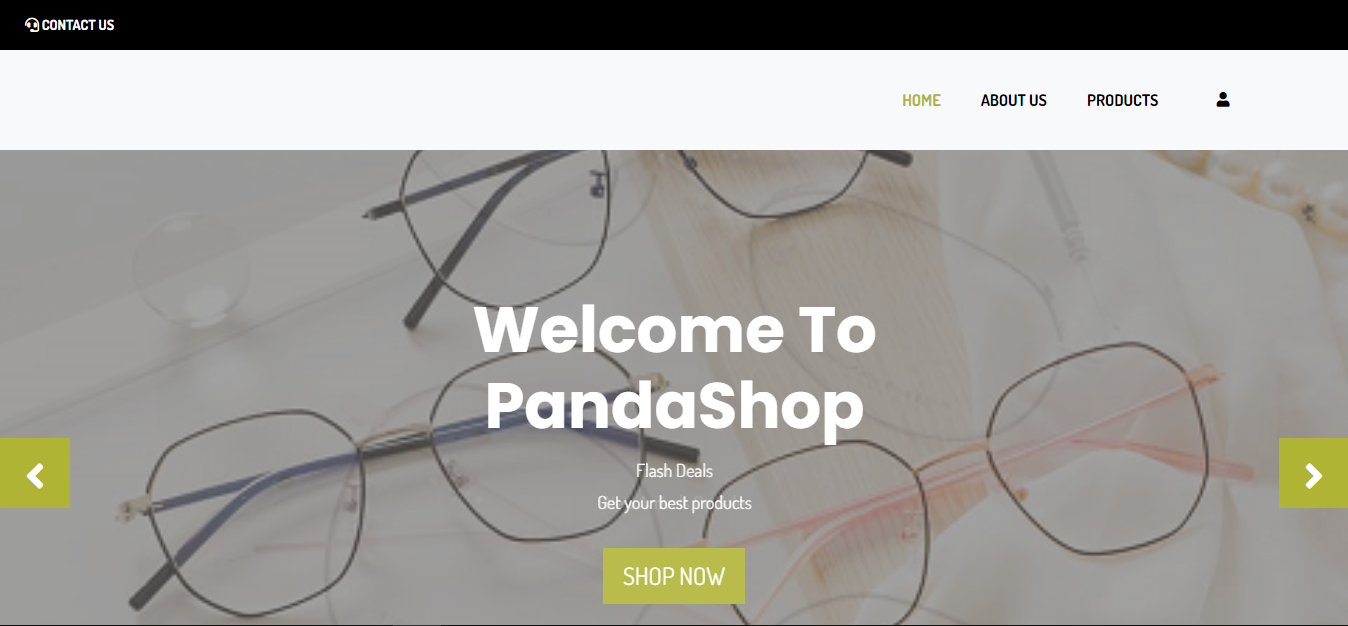 CONTACT US
HOME ABOUT US PRODUCTS
Welcome To
PandaShop
Flash Deals
Get your best products
SHOP NOW